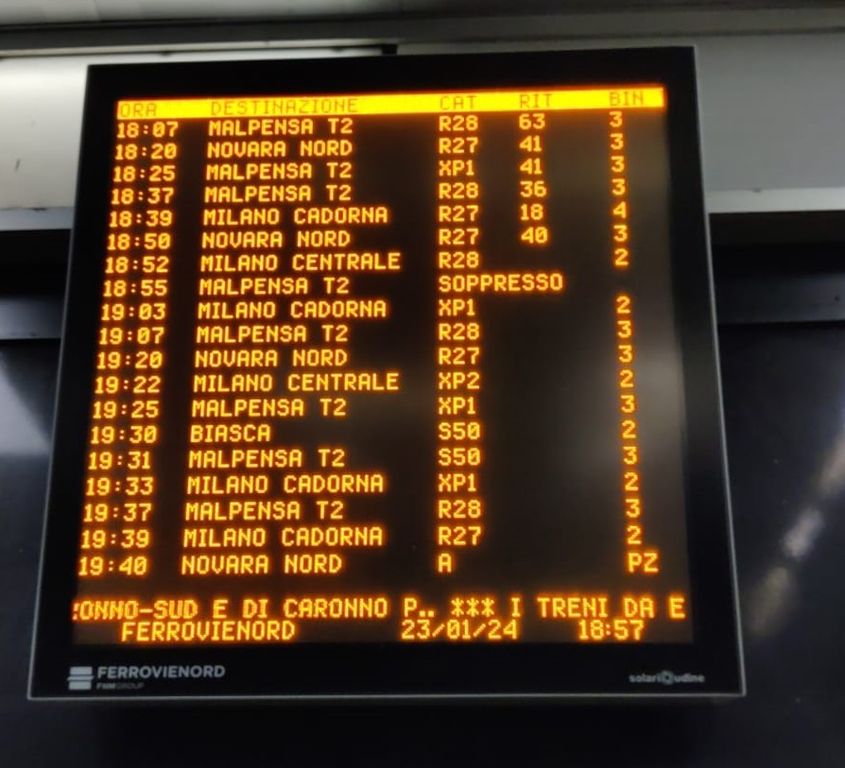 ORA DESTINAZIONE CAT RIT BIN
18:07 MALPENSA T2 R28 63 3
18:20 NOVARA NORD R27 41 3
18:25 MALPENSA T2 XP1 41 3
18:37 MALPENSA T2 R28 36 3
18:39 MILANO CADORNA R27 18 4
18:50 NOVARA NORD R27 40 3
18:52 MILANO CENTRALE R28 2
18:55 MALPENSA T2 SOPPRESSO
19:03 MILANO CADORNA XP1 2
19:07 MALPENSA T2 R28 3
19:20 NOVARA NORD R27 3
19:22 MILANO CENTRALE XP2 2
19:25 MALPENSA T2 XP1 3
19:30 BIASCA S50 2
19:31 MALPENSA T2 S50 3
19:33 MILANO CADORNA XP1 2
19:37 MALPENSA T2 R28 3
19:39 MILANO CADORNA R27 2
19:40 NOVARA NORD A PZ
ONNO-SUD E DI CARONNO P.. *** I TRENI DA E
FERROVIENORD 23/01/24 18:57
FERROVIENORD
FNMGROUP
solari udine